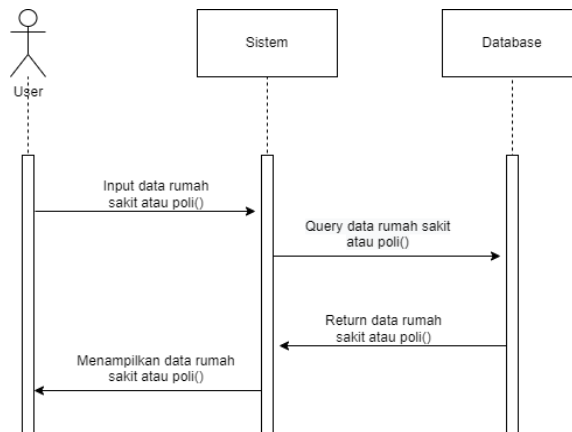 Sistem
Database
User
Input data rumah
sakit atau poli()
Query data rumah sakit
atau poli()
Return data rumah
sakit atau poli()
Menampilkan data rumah
sakit atau poli()